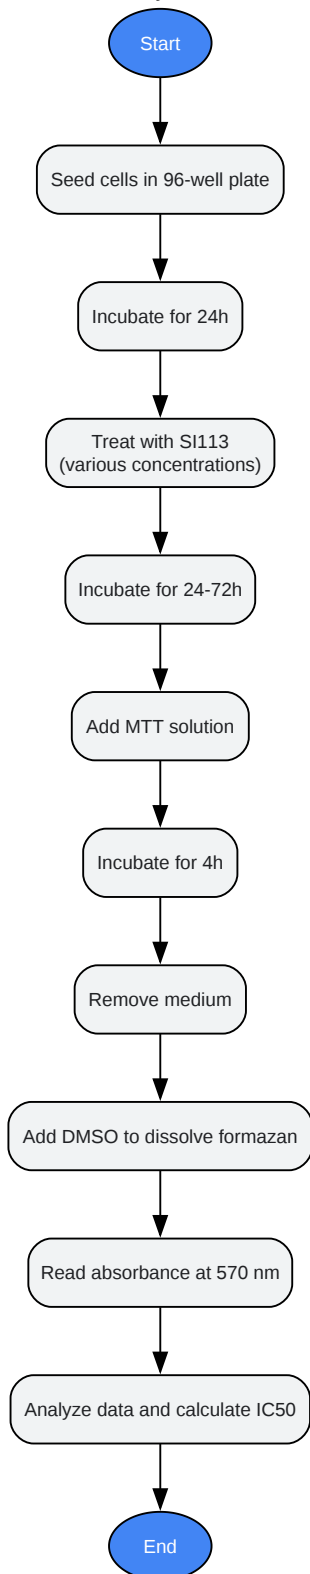 Start
Seed cells in 96-well plate
Incubate for 24h
Treat with SI113
(various concentrations)
Incubate for 24-72h
Add MTT solution
Incubate for 4h
Remove medium
Add DMSO to dissolve formazan
Read absorbance at 570 nm
Analyze data and calculate IC50
End